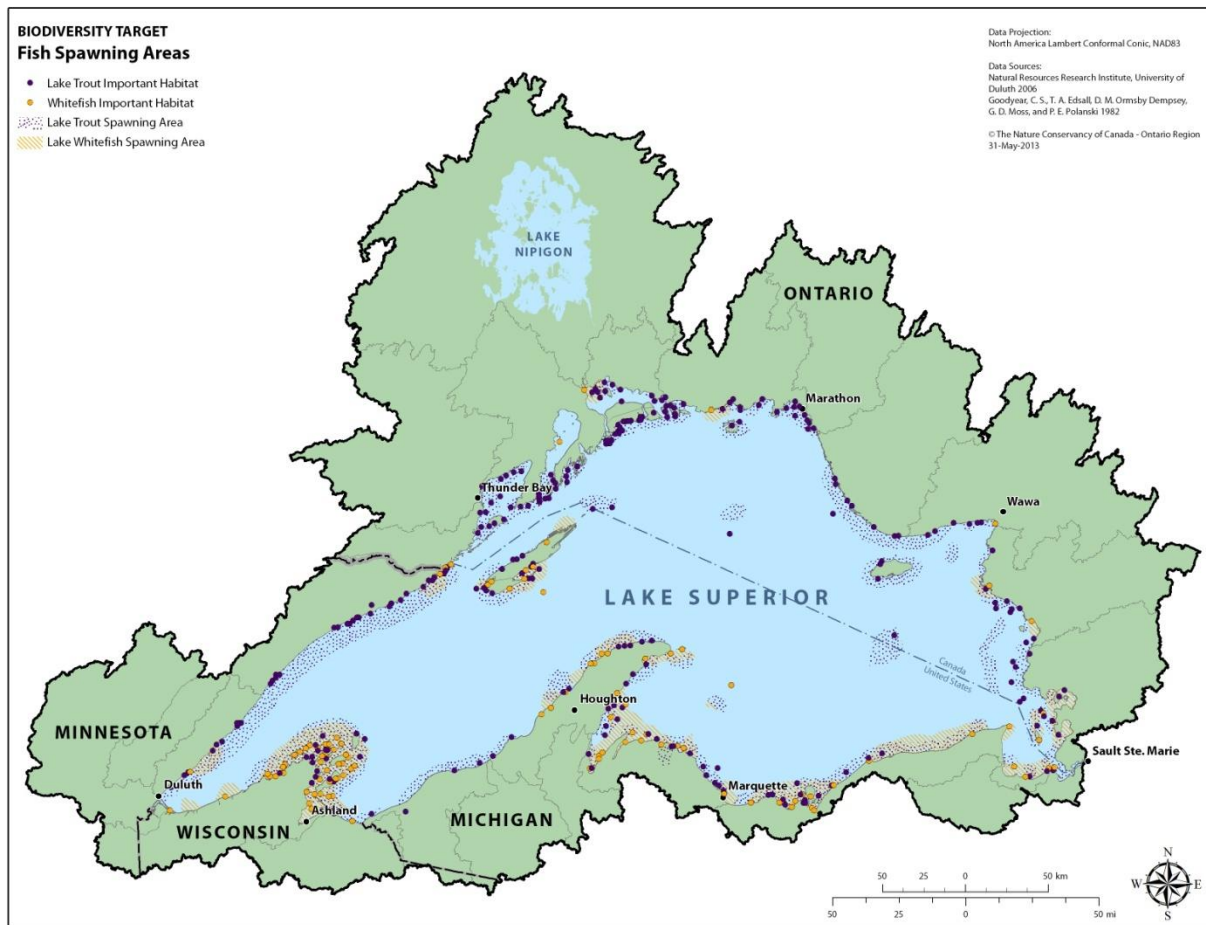 BIODIVERSITY TARGET
Fish Spawning Areas
Lake Trout Important Habitat
Whitefish Important Habitat
Lake Trout Spawning Area
Lake Whitefish Spawning Area
Data Projection:
North America Lambert Conformal Conic, NAD83
Data Sources:
Natural Resources Research Institute, University of
Duluth 2006
Goodyear, C. S., T. A. Edsall, D. M. Ormsby Dempsey,
G. D. Moss, and P. E. Polanski 1982
© The Nature Conservancy of Canada - Ontario Region
31-May-2013
LAKE
NIPIGON
ONTARIO
Marathon
Thunder Bay
Wawa
LAKE SUPERIOR
Canada
United States
Houghton
MINNESOTA
Sault Ste. Marie
Duluth
Marquette
Ashland
WISCONSIN
MICHIGAN
50 25 0 50 km
50 25 0 50 mi
N
W E
S